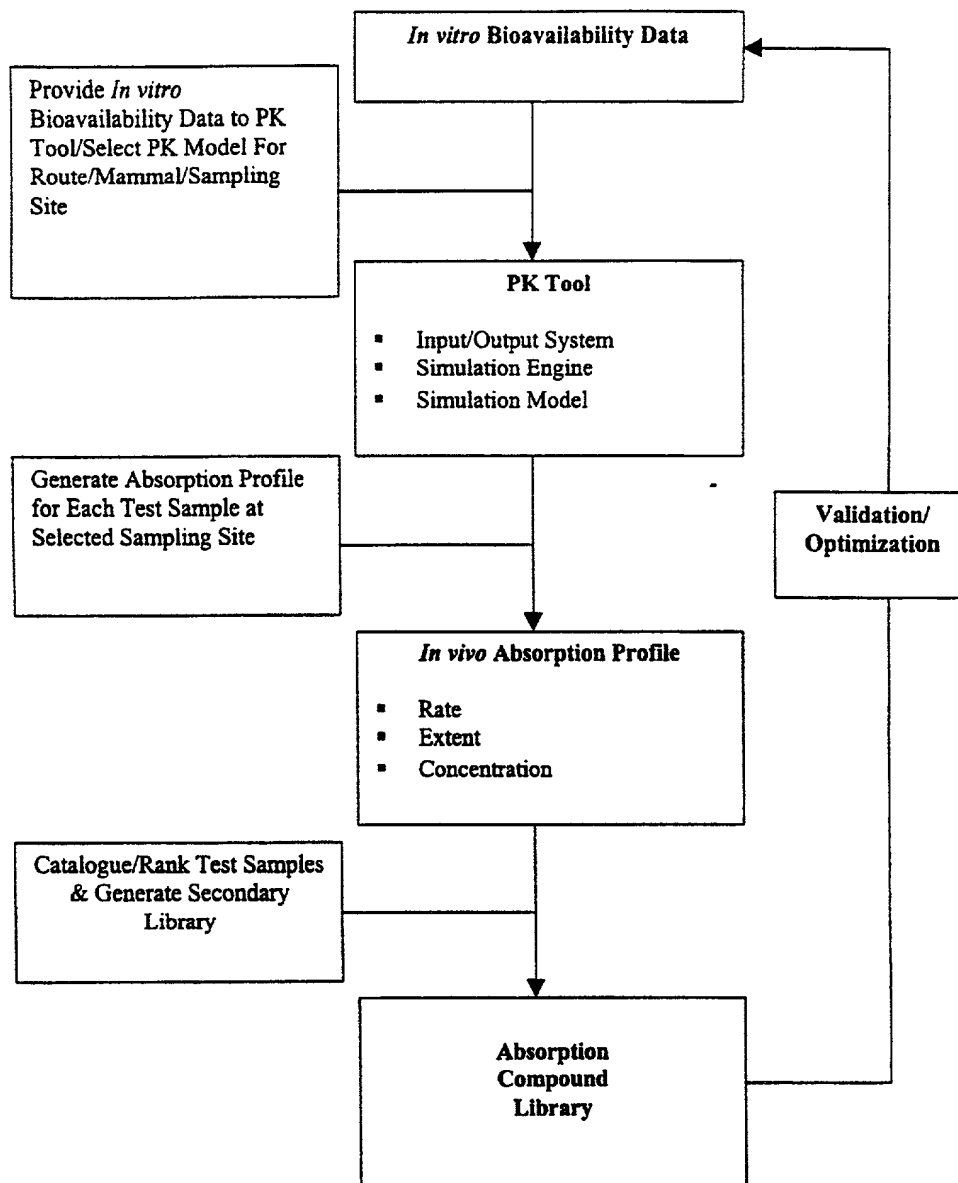 In vitro Bioavailability Data
Provide In vitro
Bioavailability Data to PK
Tool/Select PK Model For
Route/Mammal/Sampling
Site
PK Tool
▪ Input/Output System
▪ Simulation Engine
▪ Simulation Model
Generate Absorption Profile
for Each Test Sample at
Selected Sampling Site
Validation/
Optimization
In vivo Absorption Profile
▪ Rate
▪ Extent
▪ Concentration
Catalogue/Rank Test Samples
& Generate Secondary
Library
Absorption
Compound
Library